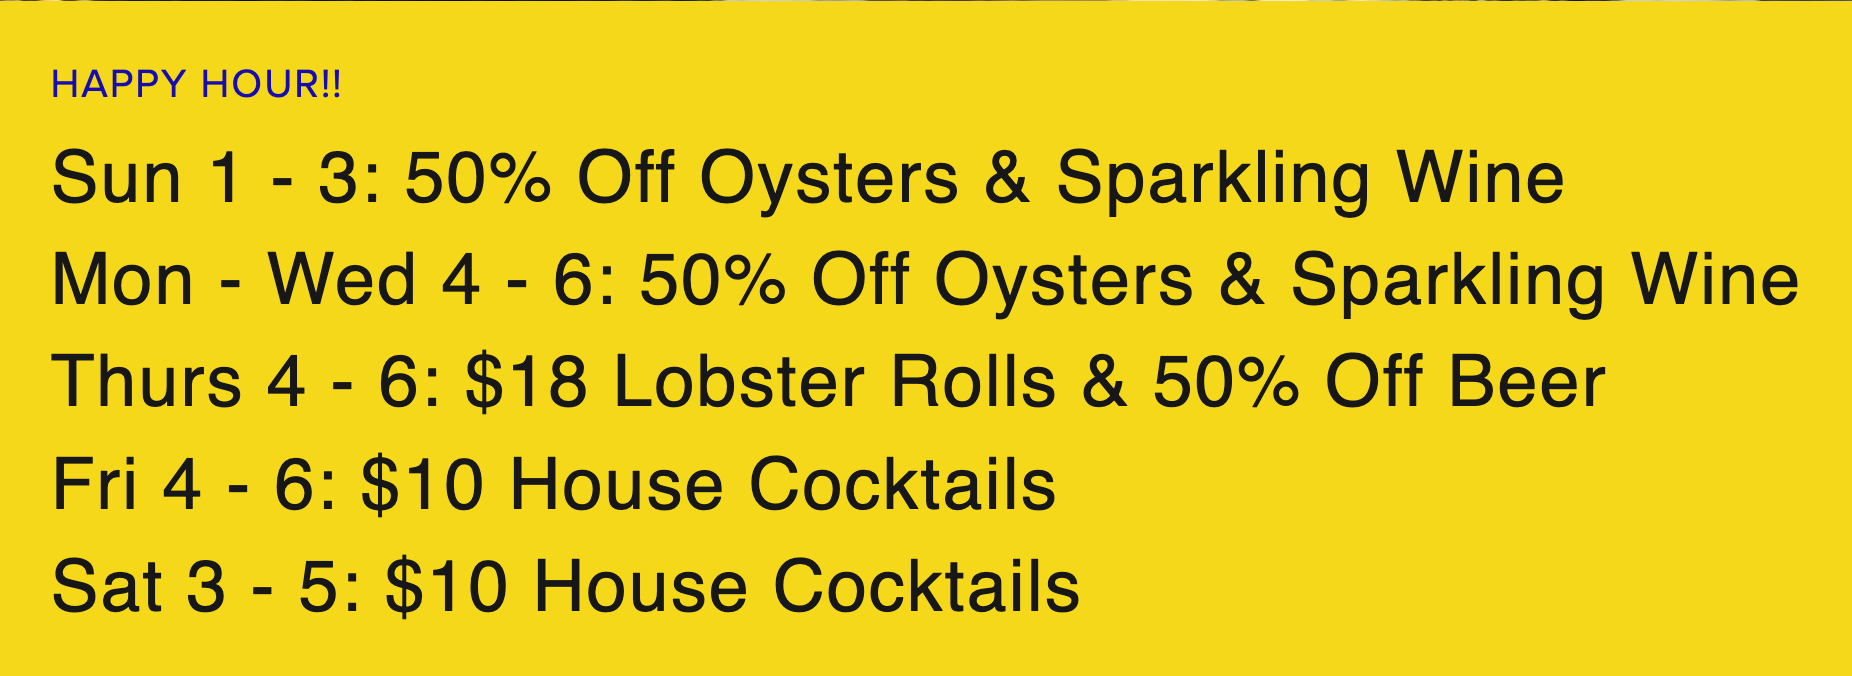 HAPPY HOUR!!
Sun 1 - 3: 50% Off Oysters & Sparkling Wine
Mon - Wed 4 - 6: 50% Off Oysters & Sparkling Wine
Thurs 4 - 6: $18 Lobster Rolls & 50% Off Beer
Fri 4 - 6: $10 House Cocktails
Sat 3 - 5: $10 House Cocktails